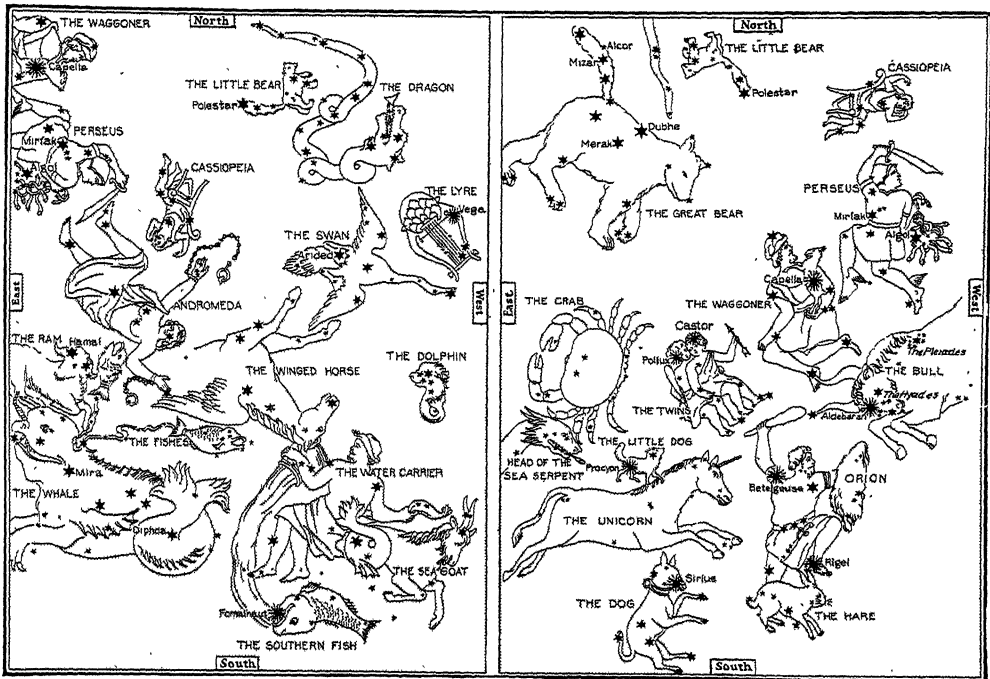 North
THE WAGGONER
Capella
THE LITTLE BEAR
Polestar
THE DRAGON
PERSEUS
Mirfak
Algol
CASSIOPEIA
THE LYRE
Vega
THE SWAN
Arided
East
West
ANDROMEDA
THE RAM
Hamal
THE WINGED HORSE
THE DOLPHIN
THE FISHES
Mira
THE WATER CARRIER
THE WHALE
Diphda
THE SEA GOAT
Fomalhaut
THE SOUTHERN FISH
South
North
Alcor
Mizar
THE LITTLE BEAR
Polestar
CASSIOPEIA
Dubhe
Merak
PERSEUS
THE GREAT BEAR
Mirfak
Algol
Capella
East
West
THE CRAB
THE WAGGONER
Castor
Pollux
The Pleiades
THE BULL
The Hyades
THE TWINS
Aldebaran
THE LITTLE DOG
HEAD OF THE
SEA SERPENT
Procyon
Betelgeuse
ORION
THE UNICORN
Rigel
Sirius
THE DOG
THE HARE
South